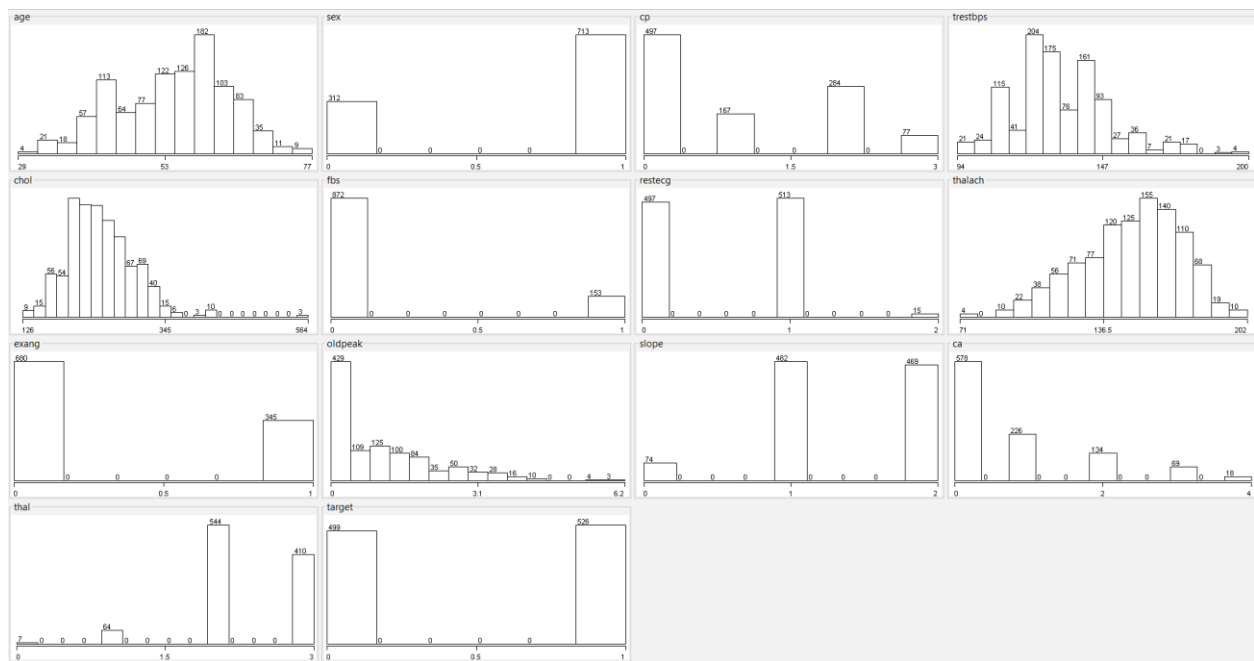 age
4 21 18 57 113 64 77 122 126 182 103 83 35 11 9
29 53 77
sex
312 0 0 0 0 713
0 0.5 1
cp
497 0 167 0 0 284 0 77
0 1.5 3
trestbps
21 24 115 41 204 175 76 161 93 27 36 7 21 17 0 3 4
94 147 200
chol
9 15 56 54 67 69 40 15 6 0 3 10 0 0 0 0 0 0 0 3
126 345 564
fbs
872 0 0 0 0 0 0 153
0 0.5 1
restecg
497 0 0 0 513 0 0 0 15
0 1 2
thalach
4 0 10 22 38 56 71 77 120 125 155 140 110 68 19 10
71 136.5 202
exang
680 0 0 0 0 345
0 0.5 1
oldpeak
429 109 125 100 84 35 50 32 28 16 10 0 0 4 3
0 3.1 6.2
slope
74 0 0 0 482 0 0 0 469
0 1 2
ca
578 0 226 0 0 134 0 0 69 0 18
0 2 4
thal
7 0 0 0 64 0 0 0 0 544 0 0 0 410
0 1.5 3
target
499 0 0 0 0 526
0 0.5 1